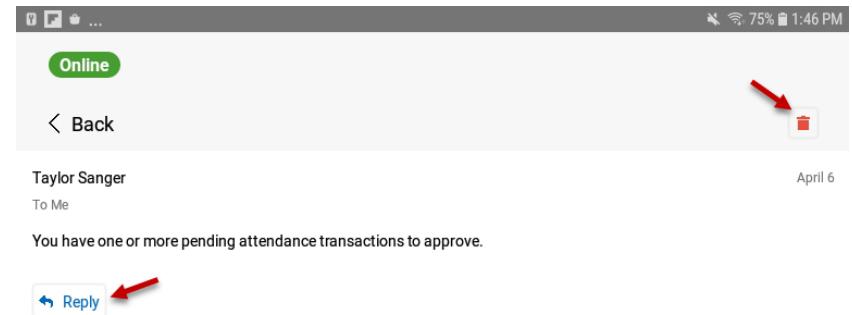 ... 75% 1:46 PM
Online
Back
Taylor Sanger April 6
To Me
You have one or more pending attendance transactions to approve.
Reply